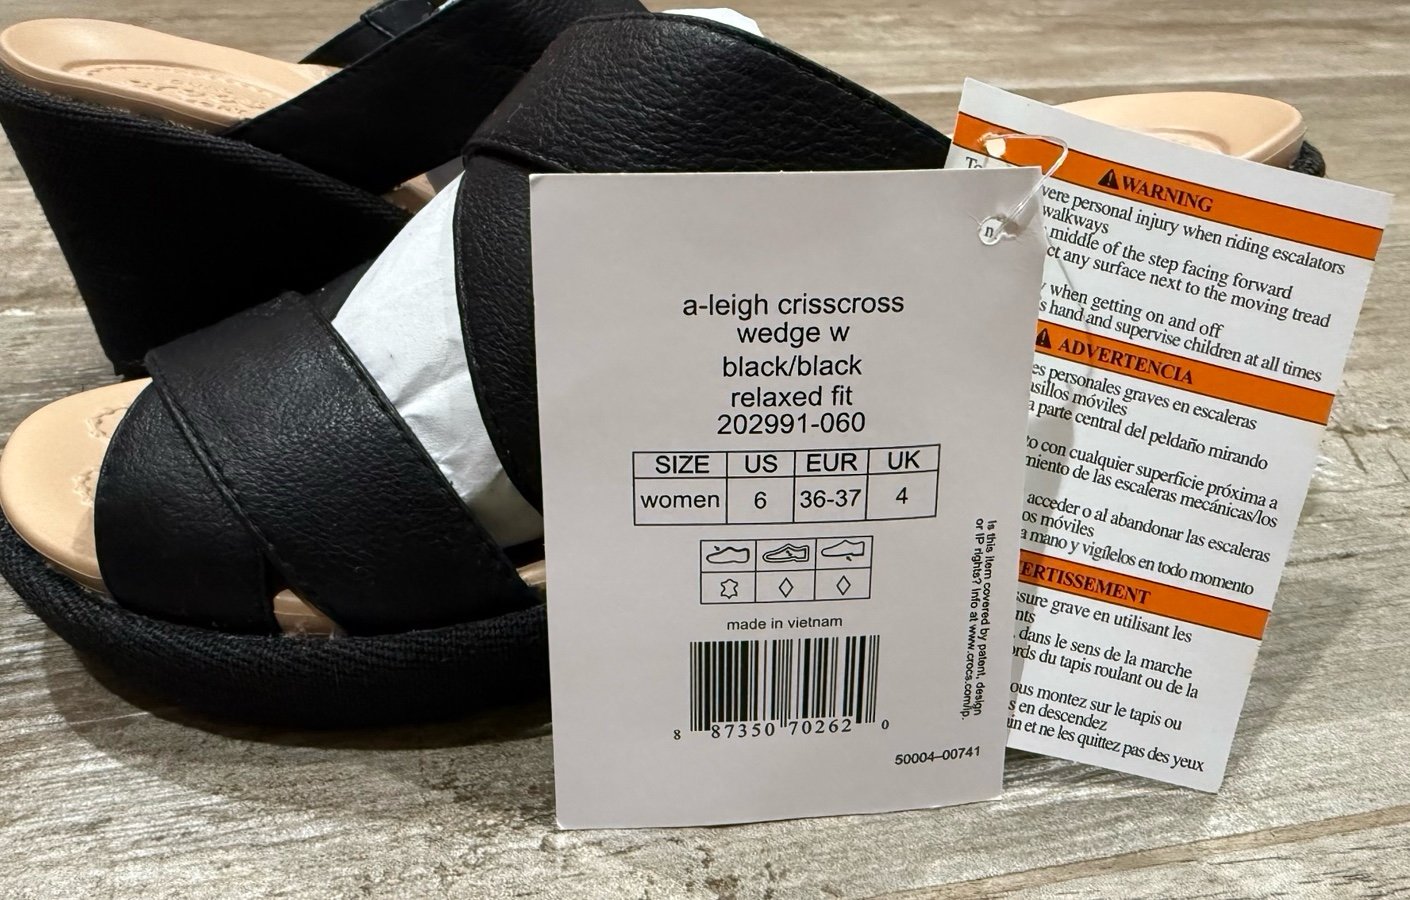 a-leigh crisscross
wedge w
black/black
relaxed fit
202991-060
SIZE US EUR UK
women 6 36-37 4
made in vietnam
8 87350 70262 0
50004-00741
Is this item covered by patent, design
or IP rights? Info at www.crocs.com/ip.
n
WARNING
vere personal injury when riding escalators
walkways
middle of the step facing forward
ct any surface next to the moving tread
when getting on and off
s hand and supervise children at all times
ADVERTENCIA
es personales graves en escaleras
asillos móviles
a parte central del peldaño mirando
to con cualquier superficie próxima a
miento de las escaleras mecánicas/los
acceder o al abandonar las escaleras
os móviles
a mano y vigílelos en todo momento
ERTISSEMENT
ssure grave en utilisant les
nts
dans le sens de la marche
ords du tapis roulant ou de la
ous montez sur le tapis ou
s en descendez
in et ne les quittez pas des yeux